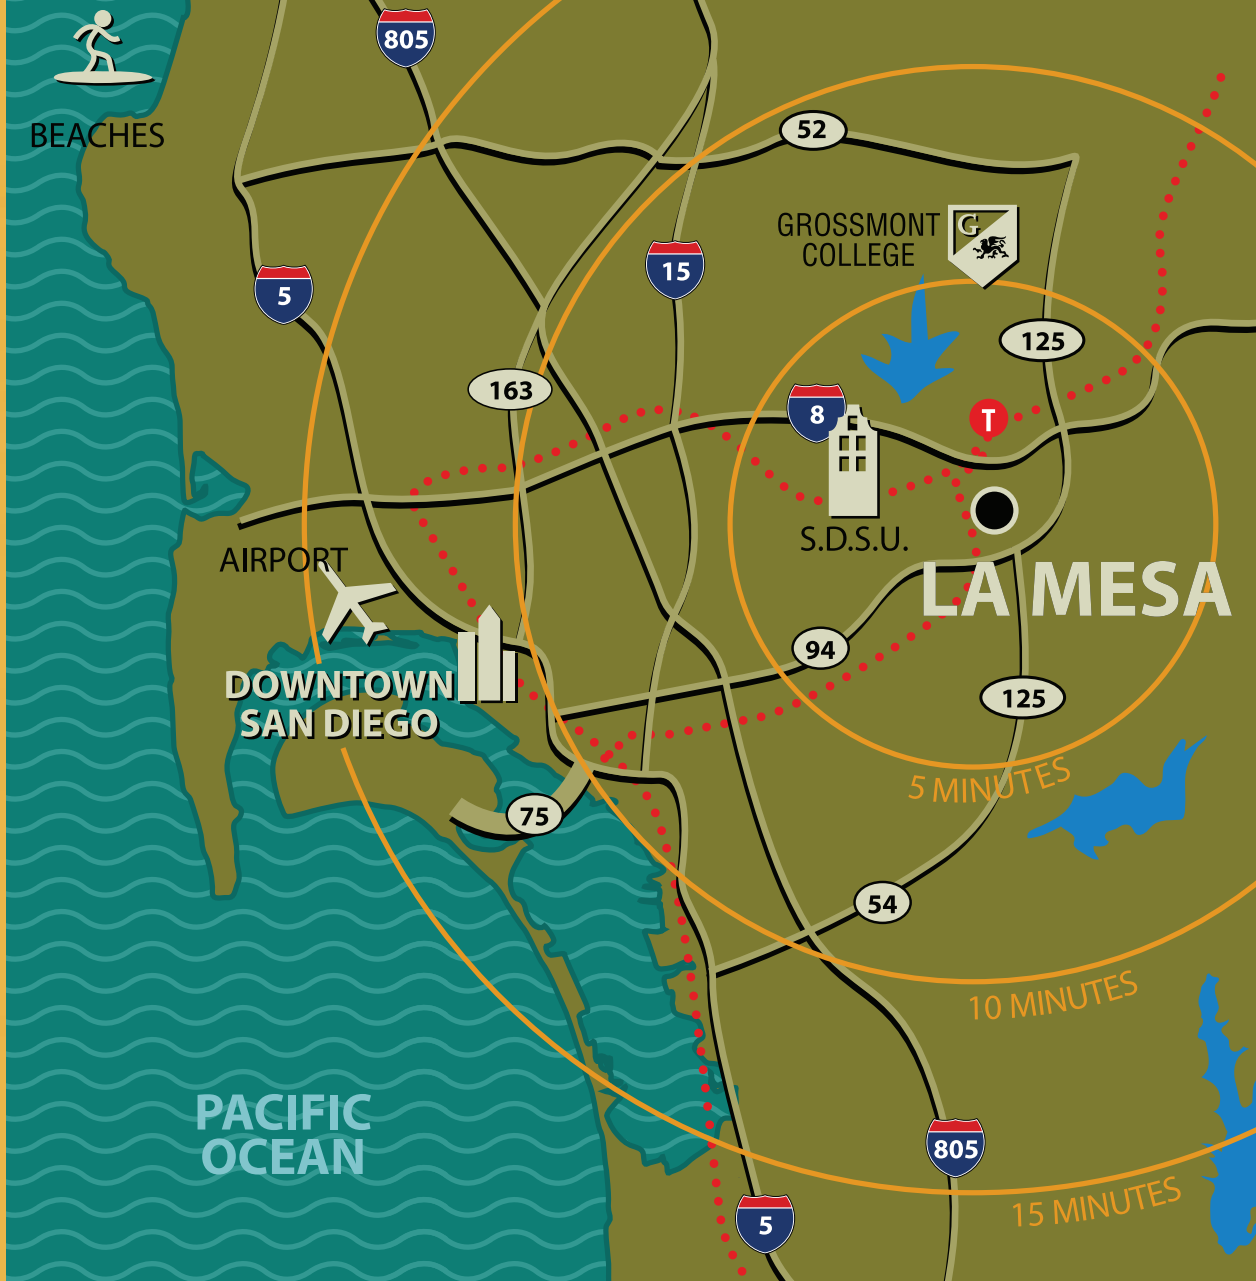 805
BEACHES
52
GROSSMONT
COLLEGE
G
15
5
125
163
8
T
S.D.S.U.
AIRPORT
LA MESA
94
DOWNTOWN
SAN DIEGO
125
5 MINUTES
75
54
10 MINUTES
PACIFIC
OCEAN
805
15 MINUTES
5